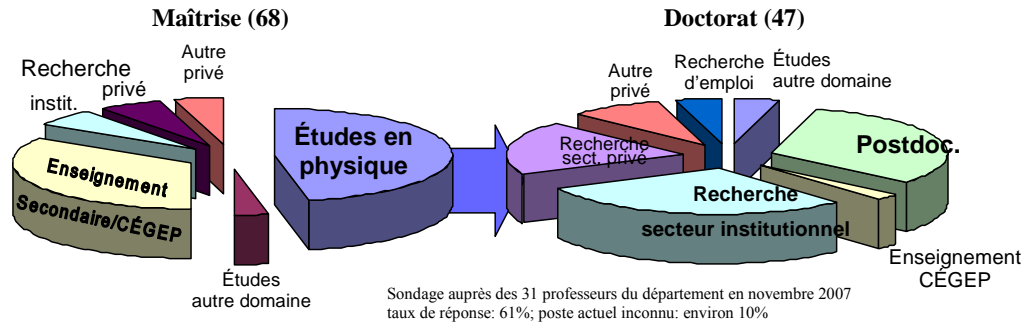 Maîtrise (68)
Doctorat (47)
Autre
privé
Recherche
privé
instit.
Enseignement
Secondaire/CÉGEP
Études
autre domaine
Études en
physique
Autre
privé
Recherche
d'emploi
Études
autre domaine
Recherche
sect. privé
Postdoc.
Recherche
secteur institutionnel
Enseignement
CÉGEP
Sondage auprès des 31 professeurs du département en novembre 2007
taux de réponse: 61%; poste actuel inconnu: environ 10%